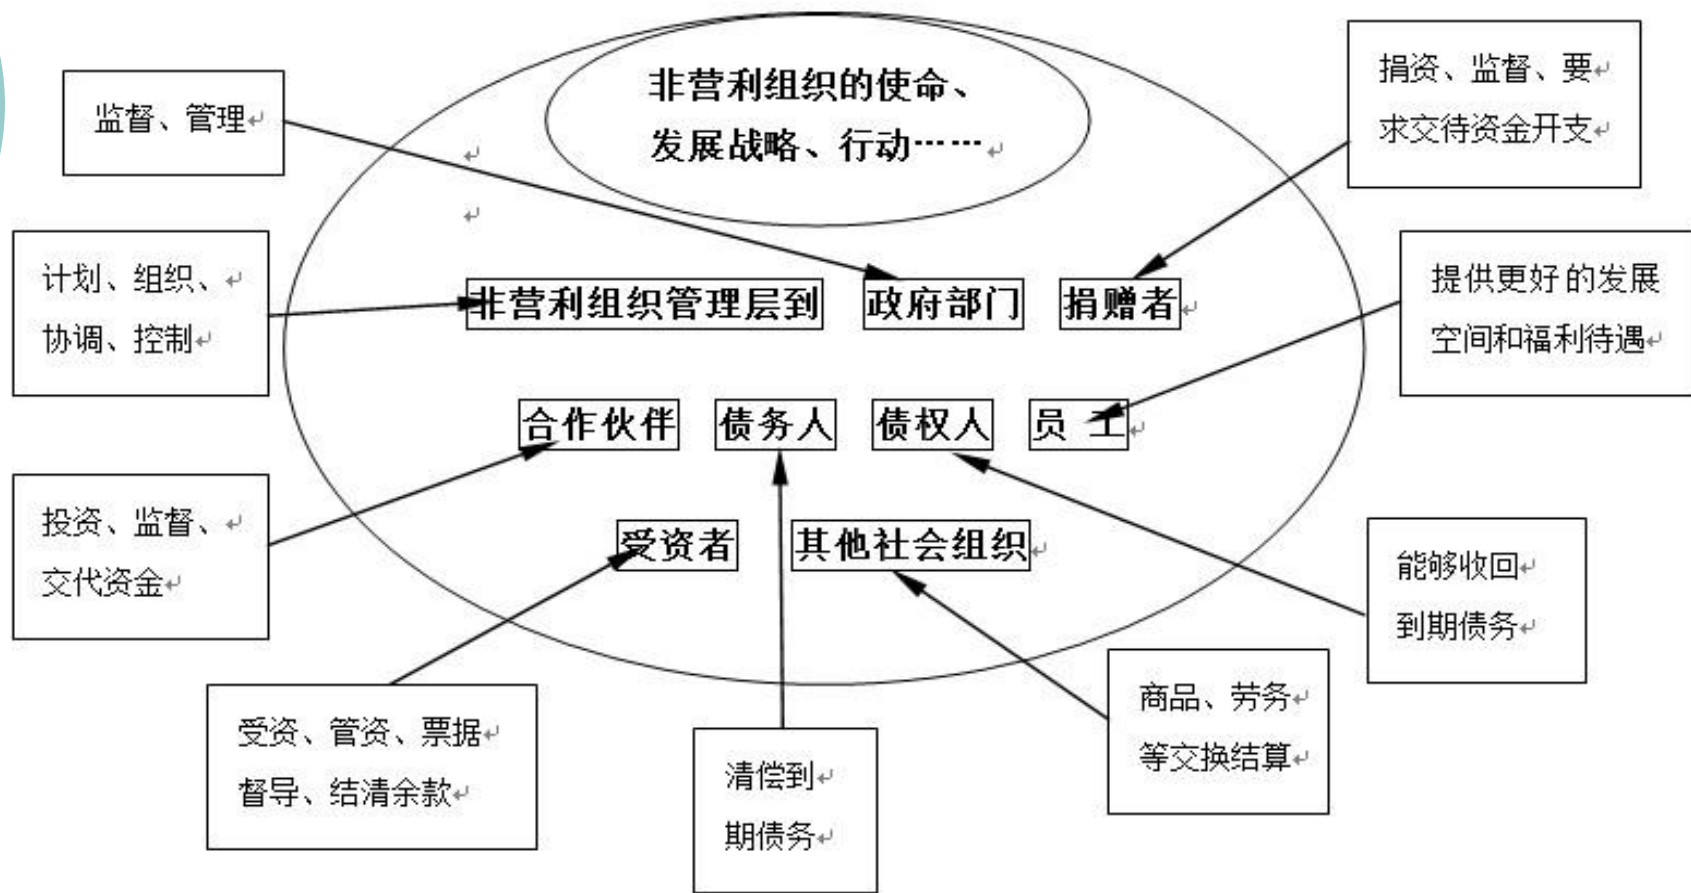 非营利组织的使命、
发展战略、行动……
监督、管理
捐资、监督、要
求交待资金开支
计划、组织、
协调、控制
非营利组织管理层到
政府部门
捐赠者
提供更好的发展
空间和福利待遇
合作伙伴
债务人
债权人
员 工
投资、监督、
交代资金
受资者
其他社会组织
能够收回
到期债务
受资、管资、票据
督导、结清余款
清偿到
期债务
商品、劳务
等交换结算